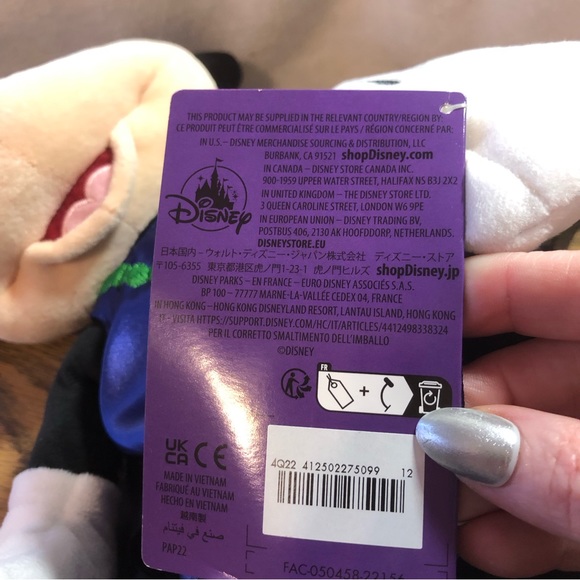 THIS PRODUCT MAY BE SUPPLIED IN THE RELEVANT COUNTRY/REGION BY
CE PRODUIT PEUT ÊTRE COMMERCIALISÉ SUR LE PAYS / RÉGION CONCERNÉ PAR:
IN U.S. – DISNEY MERCHANDISE SOURCING & DISTRIBUTION, LLC
BURBANK, CA 91521 shopDisney.com
IN CANADA – DISNEY STORE CANADA INC.
900-1959 UPPER WATER STREET, HALIFAX NS B3J 2X2
IN UNITED KINGDOM – THE DISNEY STORE
3 QUEEN CAROLINE STREET, LONDON W6 9PE
IN EUROPEAN UNION – DISNEY TRADING BV,
POSTBUS 406, 2130 AK HOOFDDORP, NETHERLANDS.
DISNEYSTORE.EU
DISNEY
日本国内 – ウォルト・ディズニー・ジャパン株式会社 ディズニー・ストア
〒105-6355 東京都港区虎ノ門1-23-1 虎ノ門ヒルズ shopDisney.jp
DISNEY PARKS – EN FRANCE – EURO DISNEY ASSOCIÉS S.A.S.
BP 100 – 77777 MARNE-LA-VALLÉE CEDEX 04, FRANCE
IN HONG KONG – HONG KONG DISNEYLAND RESORT, LANTAU ISLAND, HONG KONG
IT - VISITA HTTPS://SUPPORT.DISNEY.COM/HC/IT/ARTICLES/4412498338324
PER IL CORRETTO SMALTIMENTO DELL'IMBALLO
©DISNEY
FR
+
UK
CA CE
MADE IN VIETNAM
FABRIQUÉ AU VIETNAM
HECHO EN VIETNAM
越南製
صنع في فيتنام
PAP22
4Q22 412502275099 12
FAC-050458-22156